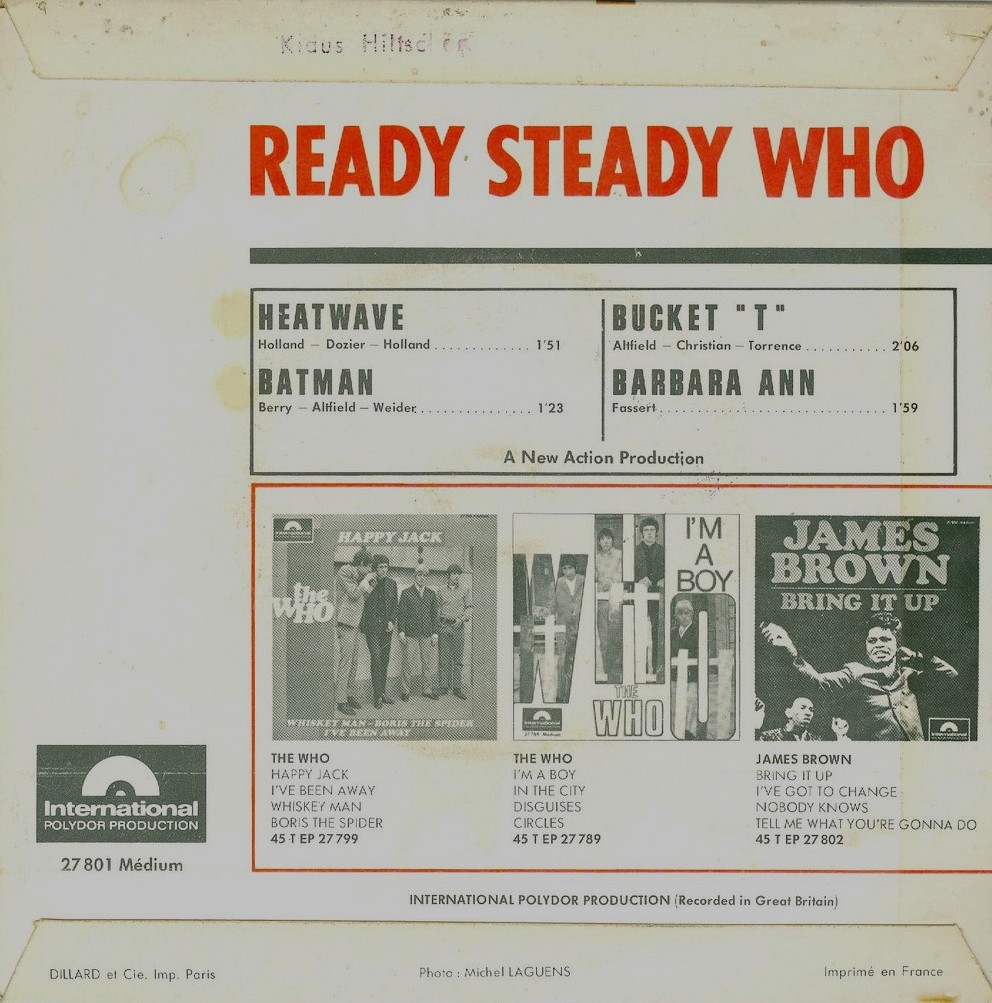 Klaus
READY STEADY WHO
HEATWAVE
Holland — Dozier — Holland ............. 1'51
BATMAN
Berry — Altfield — Weider ............... 1'23
BUCKET "T"
Altfield — Christian — Torrence ........... 2'06
BARBARA ANN
Fassert ............................... 1'59
A New Action Production
International
HAPPY JACK
the WHO
WHISKEY MAN - BORIS THE SPIDER
I'VE BEEN AWAY
THE WHO
HAPPY JACK
I'VE BEEN AWAY
WHISKEY MAN
BORIS THE SPIDER
45 T EP 27 799
I'M
A
BOY
WHO
THE
WHO
International
THE WHO
I'M A BOY
IN THE CITY
DISGUISES
CIRCLES
45 T EP 27 789
JAMES
BROWN
BRING IT UP
International
JAMES BROWN
BRING IT UP
I'VE GOT TO CHANGE
NOBODY KNOWS
TELL ME WHAT YOU'RE GONNA DO
45 T EP 27 802
International
POLYDOR PRODUCTION
27 801 Médium
INTERNATIONAL POLYDOR PRODUCTION (Recorded in Great Britain)
DILLARD et Cie. Imp. Paris
Photo : Michel LAGUENS
Imprimé en France